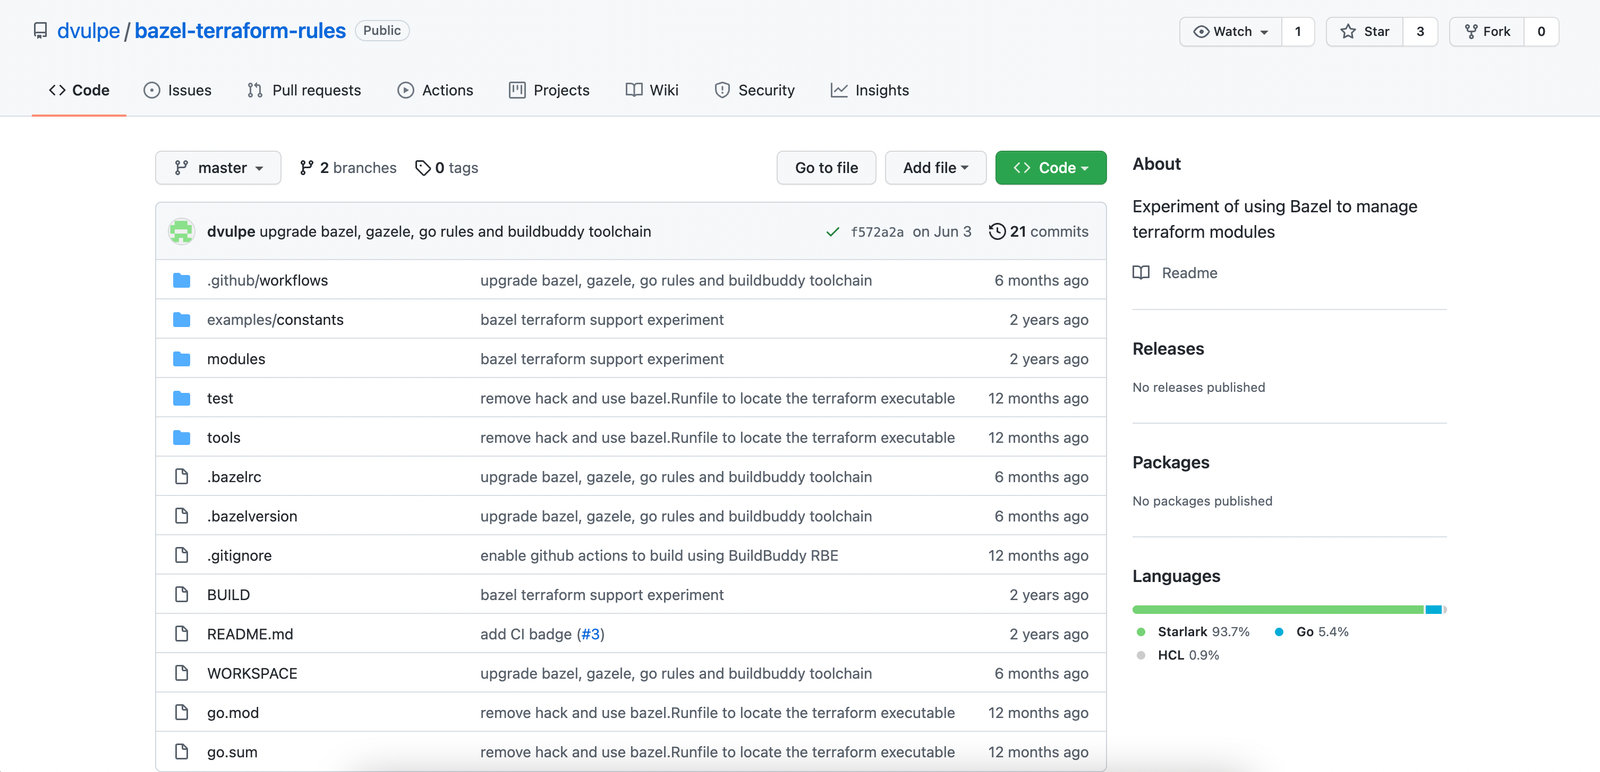 dvulpe / bazel-terraform-rules Public Watch 1 Star 3 Fork 0
Code Issues Pull requests Actions Projects Wiki Security Insights
master 2 branches 0 tags Go to file Add file Code
dvulpe upgrade bazel, gazele, go rules and buildbuddy toolchain f572a2a on Jun 3 21 commits
.github/workflows upgrade bazel, gazele, go rules and buildbuddy toolchain 6 months ago
examples/constants bazel terraform support experiment 2 years ago
modules bazel terraform support experiment 2 years ago
test remove hack and use bazel.Runfile to locate the terraform executable 12 months ago
tools remove hack and use bazel.Runfile to locate the terraform executable 12 months ago
.bazelrc upgrade bazel, gazele, go rules and buildbuddy toolchain 6 months ago
.bazelversion upgrade bazel, gazele, go rules and buildbuddy toolchain 6 months ago
.gitignore enable github actions to build using BuildBuddy RBE 12 months ago
BUILD bazel terraform support experiment 2 years ago
README.md add CI badge (#3) 2 years ago
WORKSPACE upgrade bazel, gazele, go rules and buildbuddy toolchain 6 months ago
go.mod remove hack and use bazel.Runfile to locate the terraform executable 12 months ago
go.sum remove hack and use bazel.Runfile to locate the terraform executable 12 months ago
About
Experiment of using Bazel to manage
terraform modules
Readme
Releases
No releases published
Packages
No packages published
Languages
Starlark 93.7% Go 5.4%
HCL 0.9%